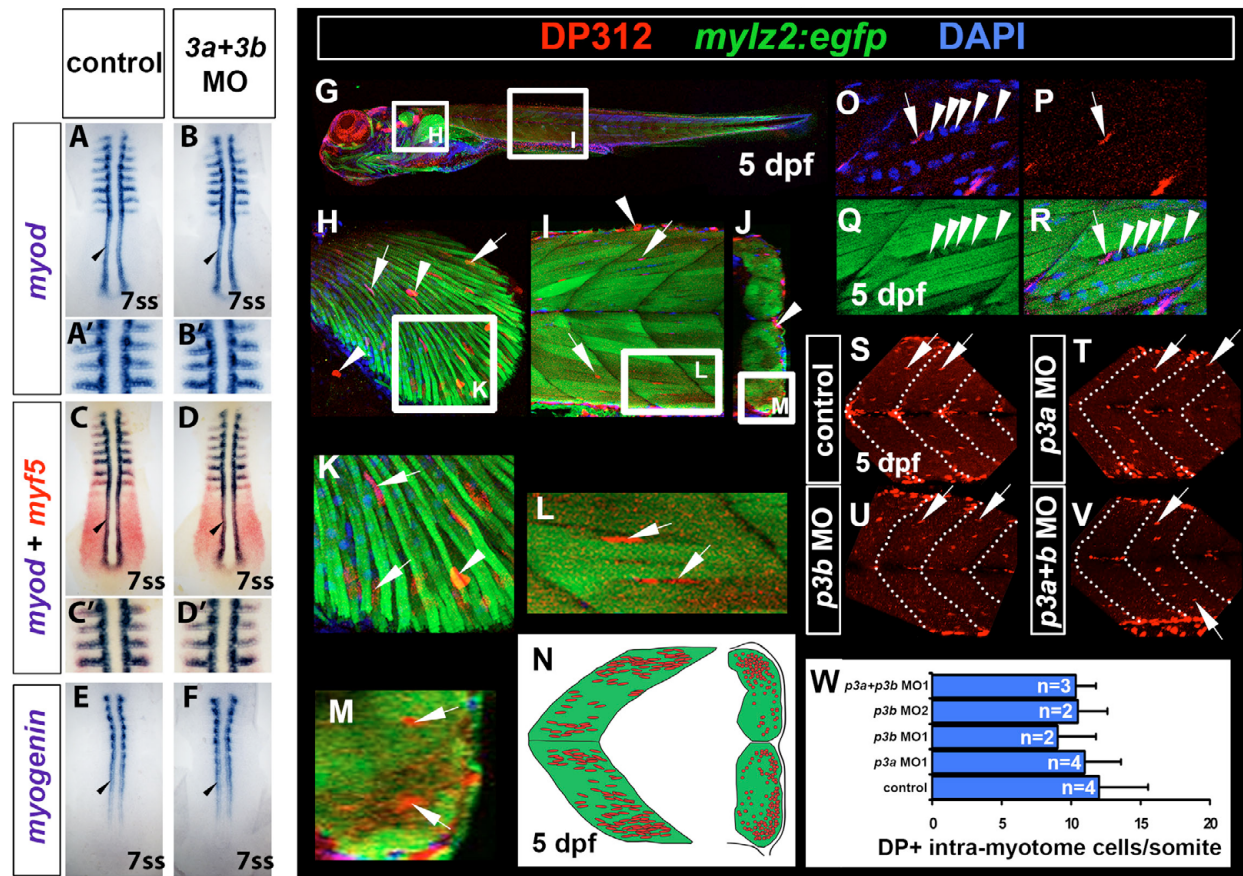 control
3a+3b
MO
myod
A
7ss
B
7ss
A'
B'
myod + myf5
C
7ss
D
7ss
C'
D'
myogenin
E
7ss
F
7ss
DP312 mylz2:egfp DAPI
G
H
I
5 dpf
H
K
I
L
J
M
K
L
M
N
5 dpf
O
P
Q
5 dpf
R
control
S
5 dpf
p3a MO
T
p3b MO
U
p3a+b MO
V
W
p3a+p3b MO1
n=3
p3b MO2
n=2
p3b MO1
n=2
p3a MO1
n=4
control
n=4
0 5 10 15 20
DP+ intra-myotome cells/somite